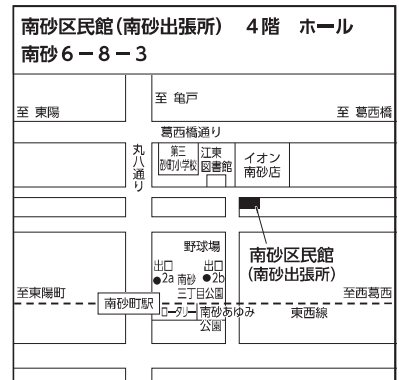 南砂区民館(南砂出張所)　4階　ホール
南砂6－8－3
至 亀戸
至 東陽
至 葛西橋
葛西橋通り
丸八通り
第三
砂町小学校
江東
図書館
イオン
南砂店
野球場
南砂区民館
(南砂出張所)
出口
●2a
出口
●2b
南砂
三丁目公園
至東陽町
南砂町駅
至西葛西
ロータリー
南砂あゆみ
公園
東西線